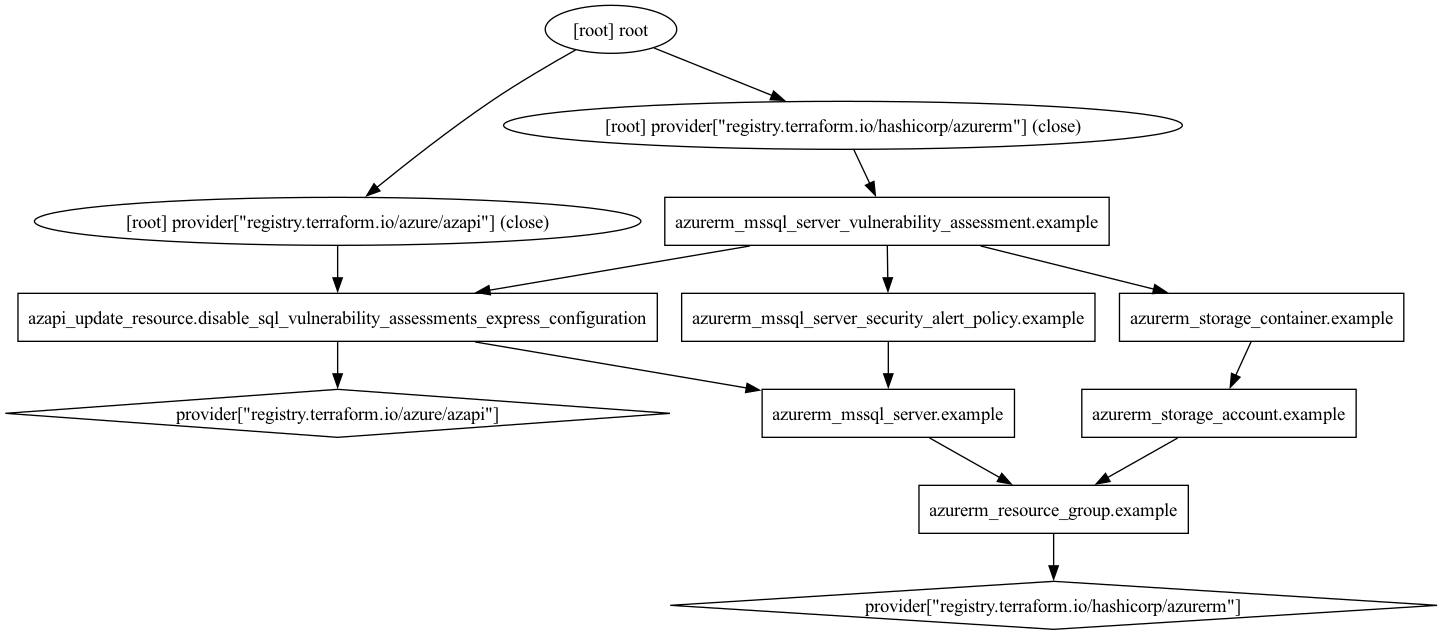 [root] root
[root] provider["registry.terraform.io/hashicorp/azurerm"] (close)
[root] provider["registry.terraform.io/azure/azapi"] (close)
azurerm_mssql_server_vulnerability_assessment.example
azapi_update_resource.disable_sql_vulnerability_assessments_express_configuration
azurerm_mssql_server_security_alert_policy.example
azurerm_storage_container.example
provider["registry.terraform.io/azure/azapi"]
azurerm_mssql_server.example
azurerm_storage_account.example
azurerm_resource_group.example
provider["registry.terraform.io/hashicorp/azurerm"]